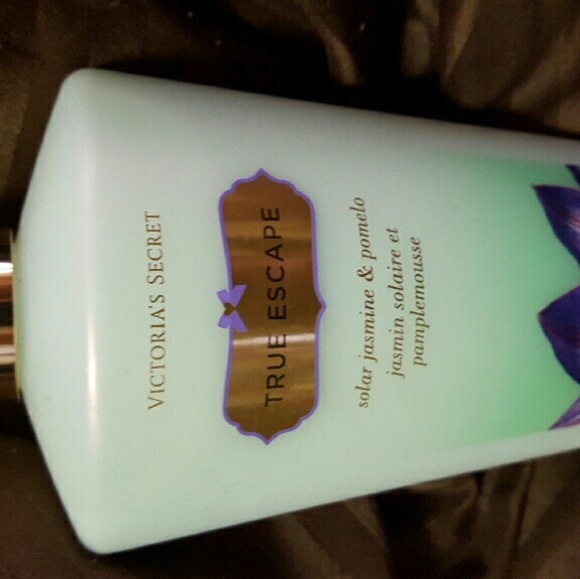 VICTORIA'S SECRET
TRUE ESCAPE
solar jasmine & pomelo
jasmin solaire et
pamplemousse